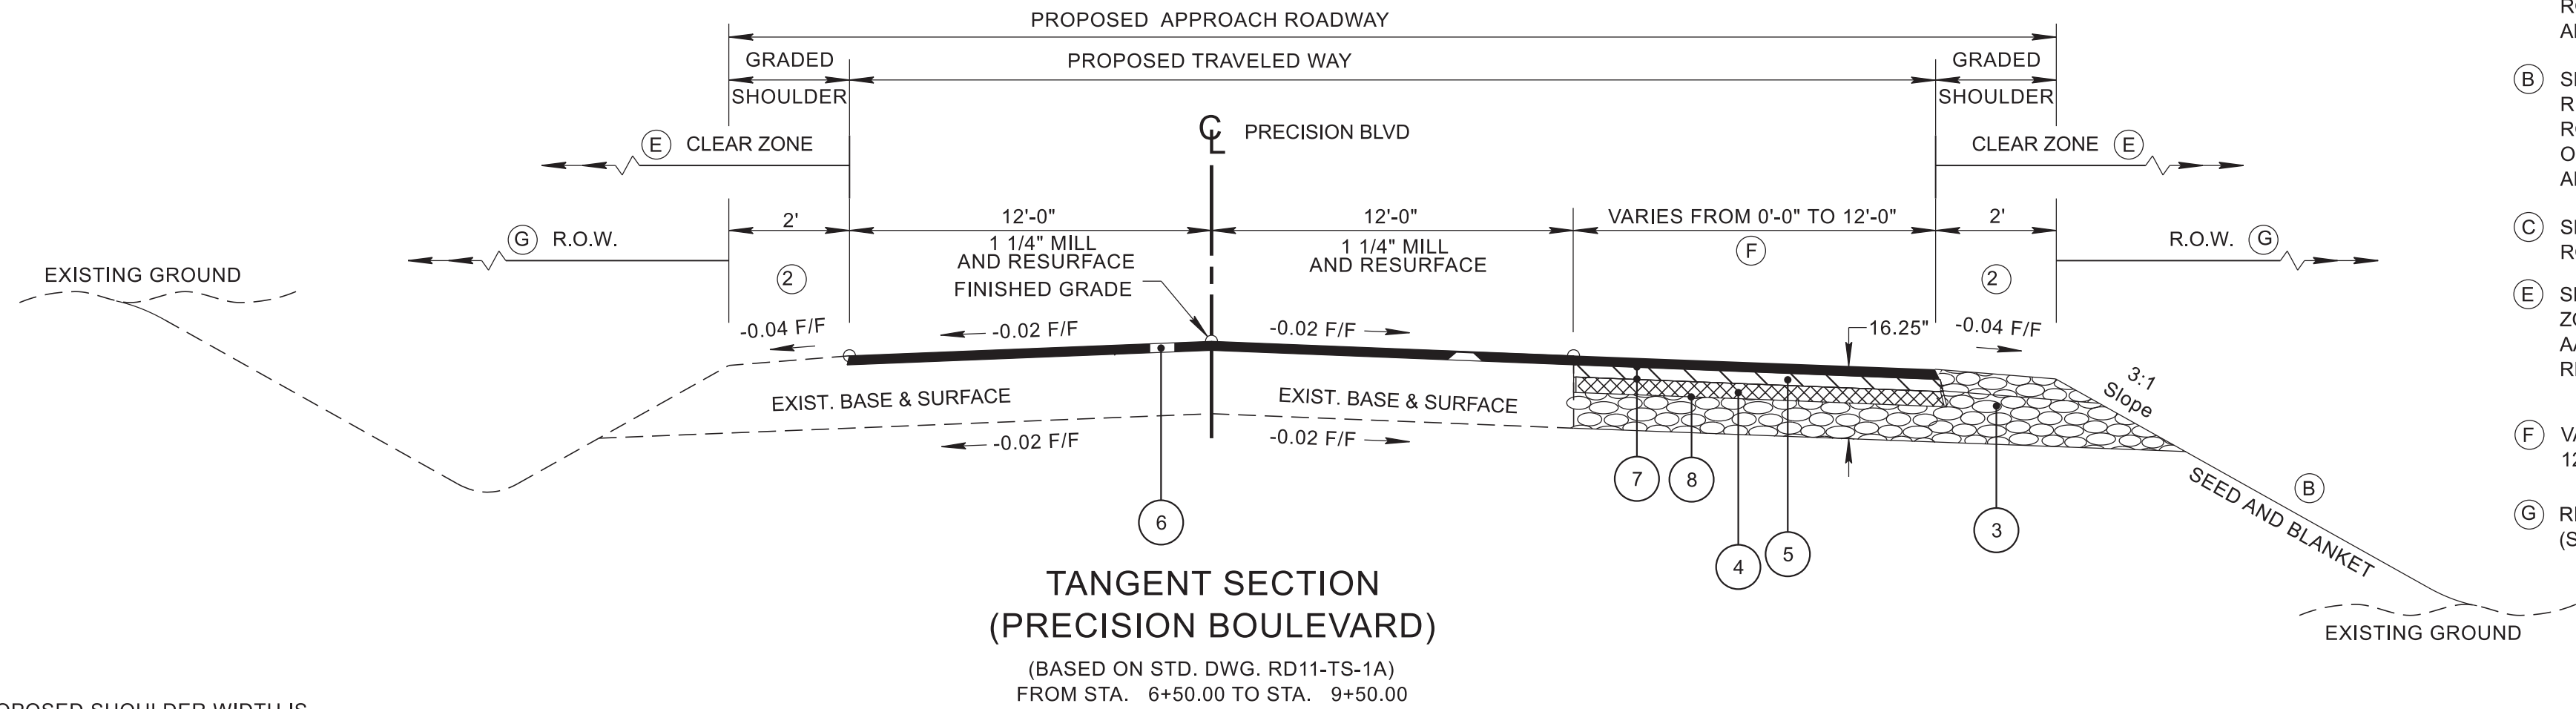 PROPOSED APPROACH ROADWAY
GRADED
SHOULDER
PROPOSED TRAVELED WAY
GRADED
SHOULDER
E CLEAR ZONE
CL PRECISION BLVD
CLEAR ZONE E
2'
12'-0"
12'-0"
VARIES FROM 0'-0" TO 12'-0"
2'
G R.O.W.
1 1/4" MILL
AND RESURFACE
1 1/4" MILL
AND RESURFACE
F
R.O.W. G
EXISTING GROUND
2
FINISHED GRADE
2
-0.04 F/F
-0.02 F/F
-0.02 F/F
16.25"
-0.04 F/F
3:1
Slope
EXIST. BASE & SURFACE
EXIST. BASE & SURFACE
-0.02 F/F
-0.02 F/F
7
8
6
4
5
3
B
SEED AND BLANKET
EXISTING GROUND
TANGENT SECTION
(PRECISION BOULEVARD)
(BASED ON STD. DWG. RD11-TS-1A)
FROM STA. 6+50.00 TO STA. 9+50.00
B
C
E
F
G